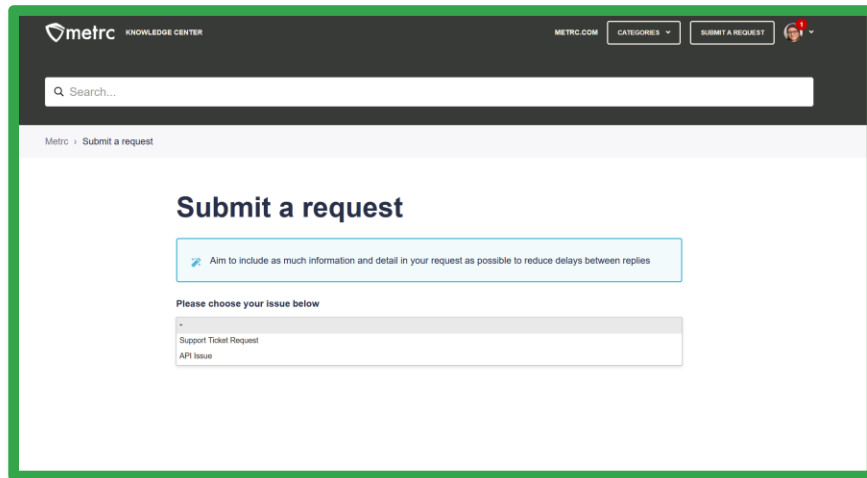 metrc KNOWLEDGE CENTER METRC.COM CATEGORIES SUBMIT A REQUEST 1
Search...
Metrc › Submit a request
Submit a request
Aim to include as much information and detail in your request as possible to reduce delays between replies
Please choose your issue below
-
Support Ticket Request
API Issue